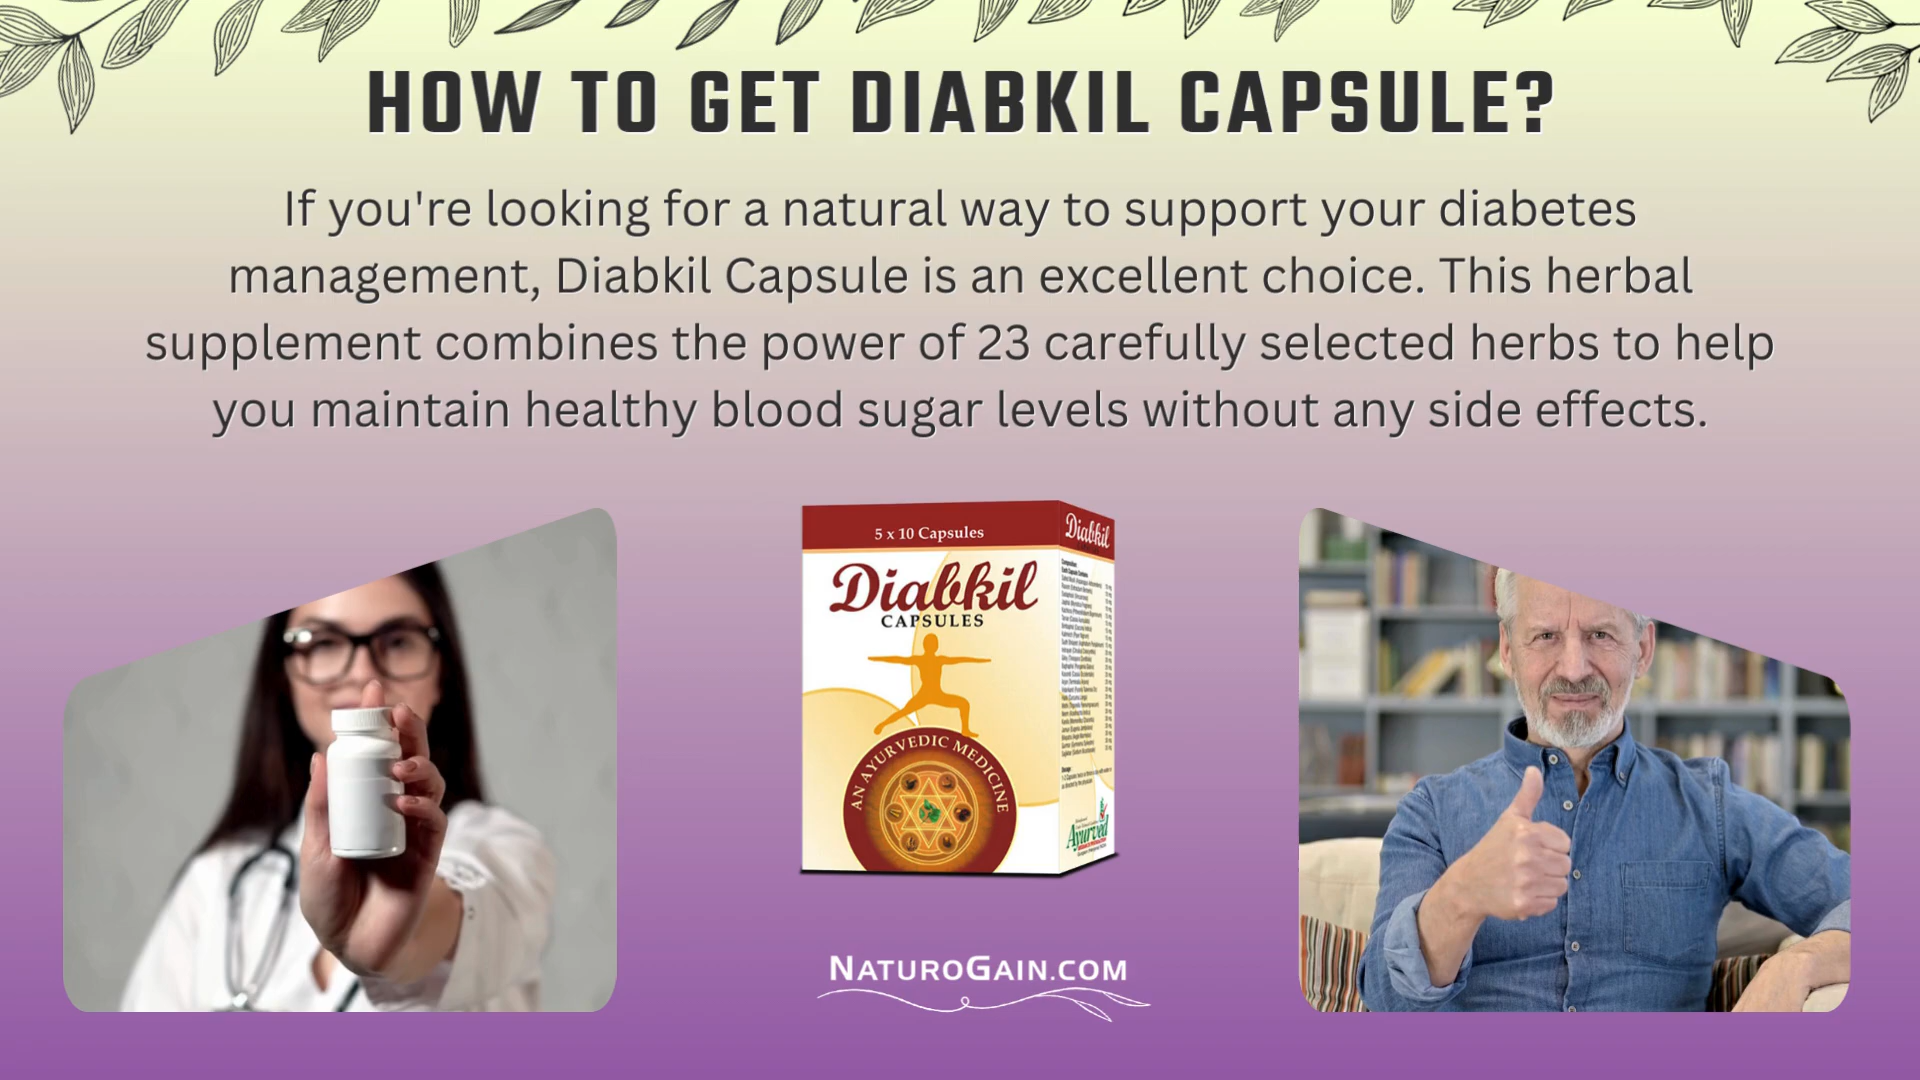 HOW TO GET DIABKIL CAPSULE?
If you're looking for a natural way to support your diabetes
management, Diabkil Capsule is an excellent choice. This herbal
supplement combines the power of 23 carefully selected herbs to help
you maintain healthy blood sugar levels without any side effects.
5 x 10 Capsules
Diabkil
Diabkil
CAPSULES
AN AYURVEDIC MEDICINE
Ayurved
NATUROGAIN.COM